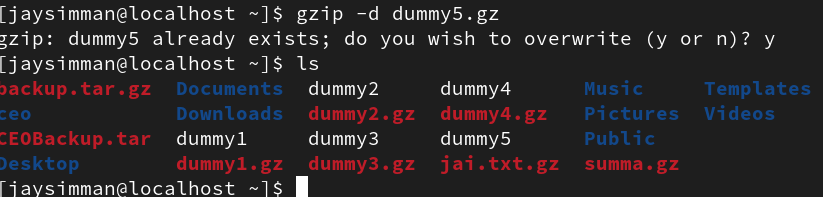 [jaysimman@localhost ~]$ gzip -d dummy5.gz
gzip: dummy5 already exists; do you wish to overwrite (y or n)? y
[jaysimman@localhost ~]$ ls
backup.tar.gz Documents dummy2 dummy4 Music Templates
ceo Downloads dummy2.gz dummy4.gz Pictures Videos
CEOBackup.tar dummy1 dummy3 dummy5 Public
Desktop dummy1.gz dummy3.gz jai.txt.gz summa.gz
[jaysimman@localhost ~]$